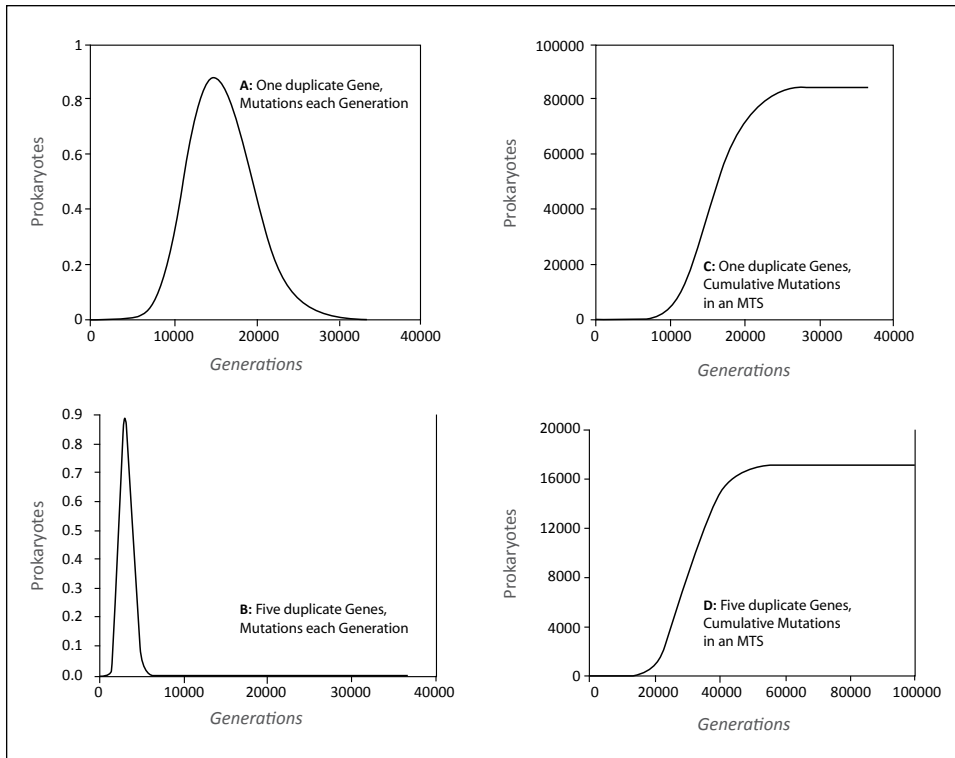 1
0.8
0.6
0.4
0.2
0
Prokaryotes
A: One duplicate Gene,
Mutations each Generation
0 10000 20000 30000 40000
Generations
100000
80000
60000
40000
20000
0
Prokaryotes
C: One duplicate Genes,
Cumulative Mutations
in an MTS
0 10000 20000 30000 40000
Generations
0.9
0.8
0.7
0.6
0.5
0.4
0.3
0.2
0.1
0.0
Prokaryotes
B: Five duplicate Genes,
Mutations each Generation
0 10000 20000 30000 40000
Generations
20000
16000
12000
8000
4000
0
Prokaryotes
D: Five duplicate Genes,
Cumulative Mutations
in an MTS
0 20000 40000 60000 80000 100000
Generations